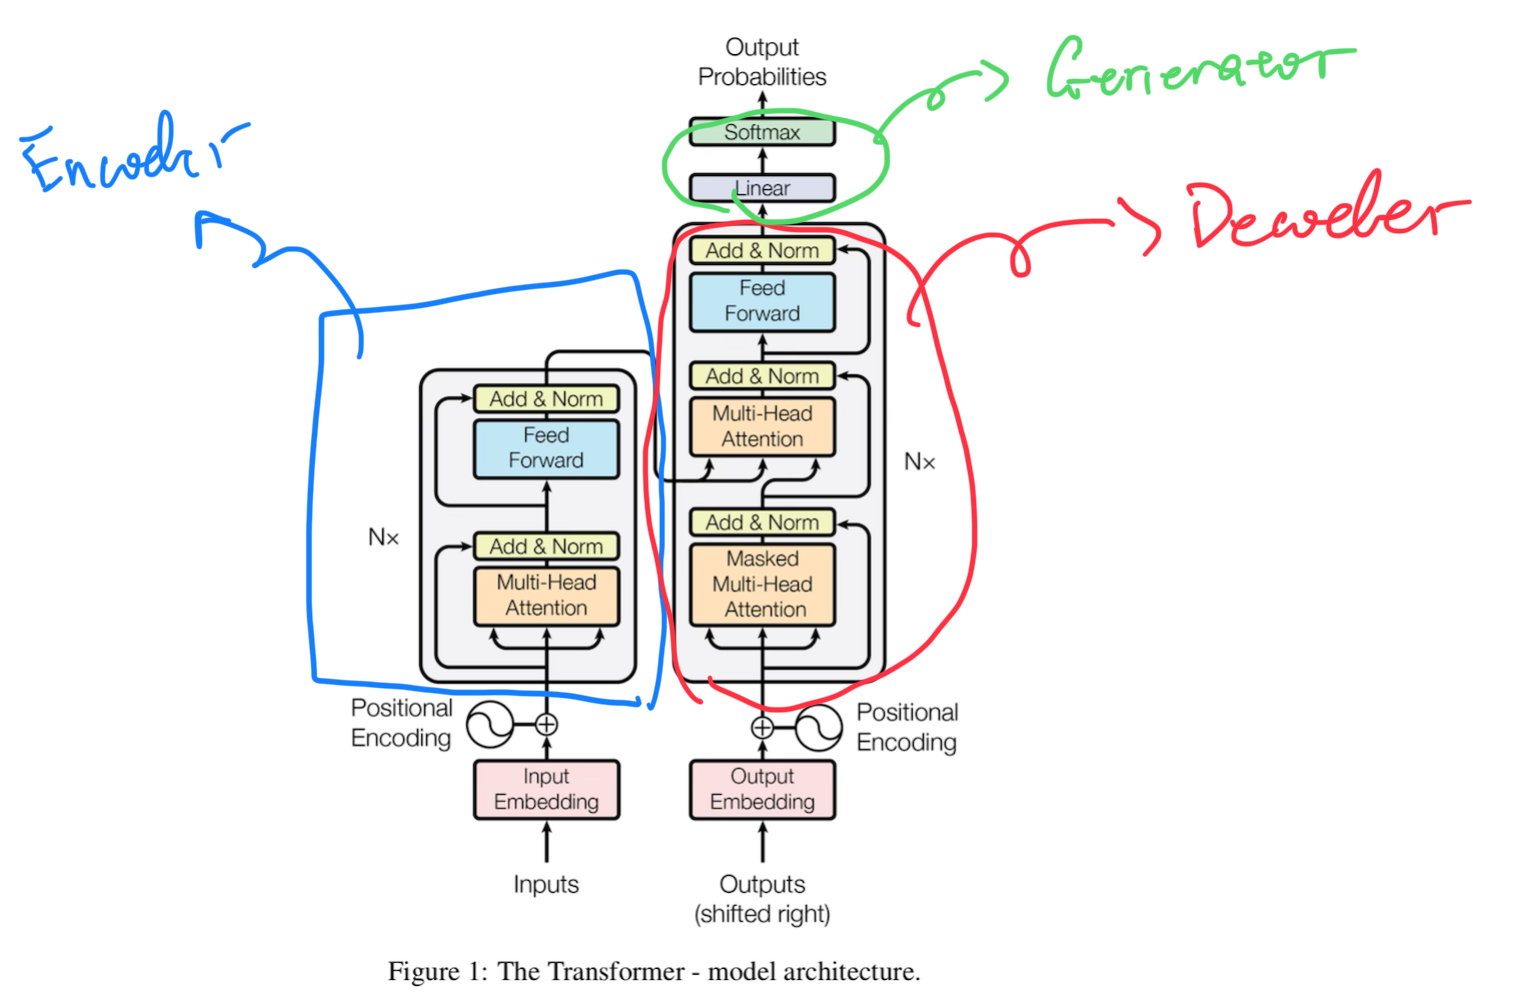 Output
Probabilities
Generator
Softmax
Linear
Encoder
Decoder
Add & Norm
Feed
Forward
Add & Norm
Multi-Head
Attention
Nx
Add & Norm
Masked
Multi-Head
Attention
Add & Norm
Feed
Forward
Nx
Add & Norm
Multi-Head
Attention
Positional
Encoding
Positional
Encoding
Input
Embedding
Output
Embedding
Inputs
Outputs
(shifted right)
Figure 1: The Transformer - model architecture.